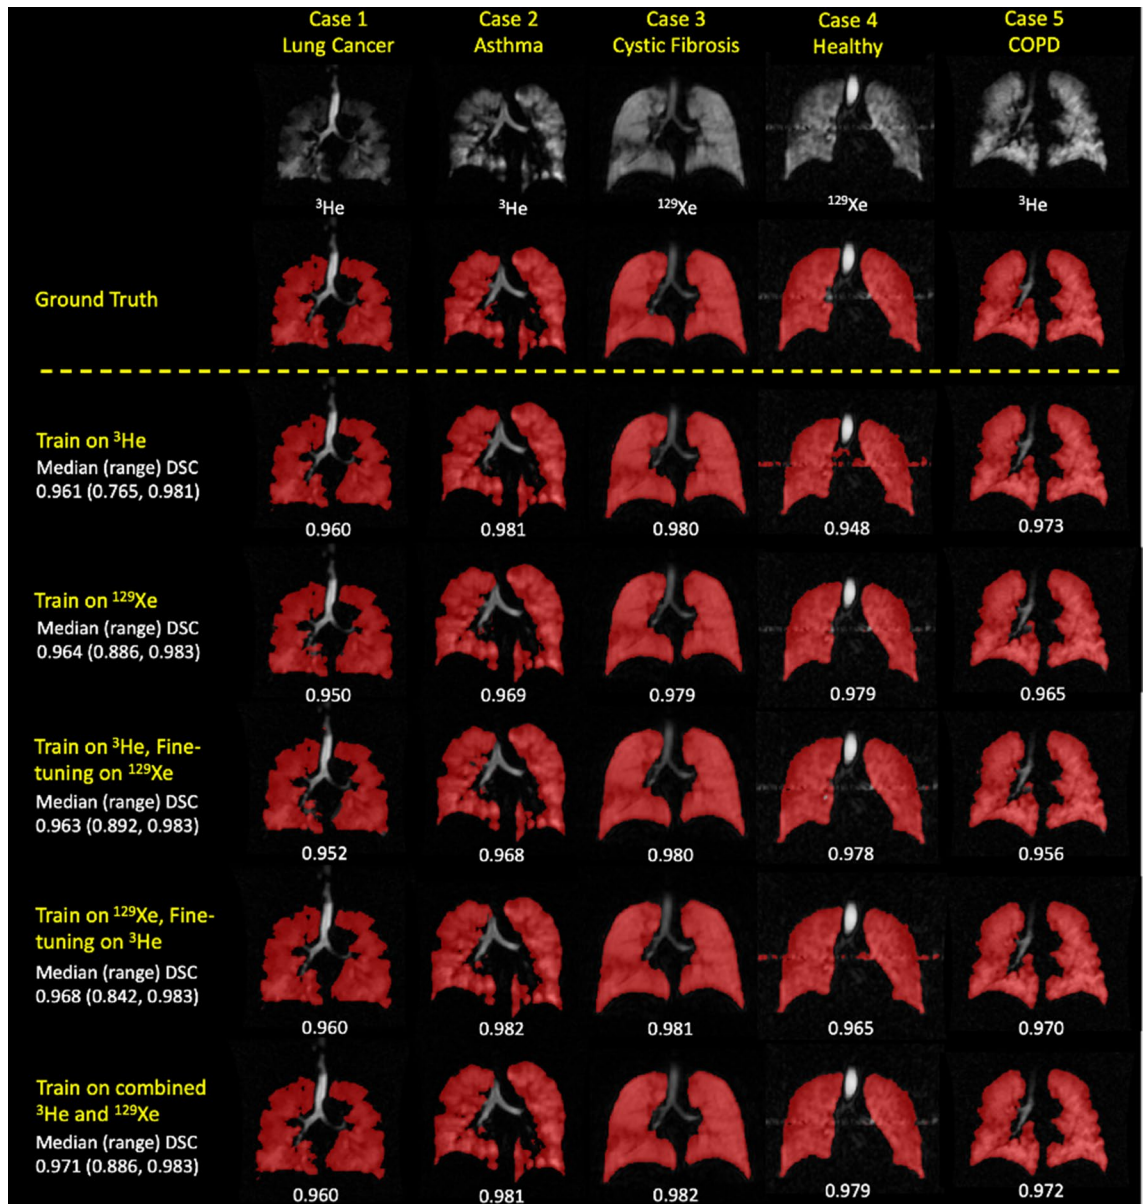 Case 1
Lung Cancer
Case 2
Asthma
Case 3
Cystic Fibrosis
Case 4
Healthy
Case 5
COPD
³He
³He
¹²⁹Xe
¹²⁹Xe
³He
Ground Truth
Train on ³He
Median (range) DSC
0.961 (0.765, 0.981)
0.960
0.981
0.980
0.948
0.973
Train on ¹²⁹Xe
Median (range) DSC
0.964 (0.886, 0.983)
0.950
0.969
0.979
0.979
0.965
Train on ³He, Fine-
tuning on ¹²⁹Xe
Median (range) DSC
0.963 (0.892, 0.983)
0.952
0.968
0.980
0.978
0.956
Train on ¹²⁹Xe, Fine-
tuning on ³He
Median (range) DSC
0.968 (0.842, 0.983)
0.960
0.982
0.981
0.965
0.970
Train on combined
³He and ¹²⁹Xe
Median (range) DSC
0.971 (0.886, 0.983)
0.960
0.981
0.982
0.979
0.972